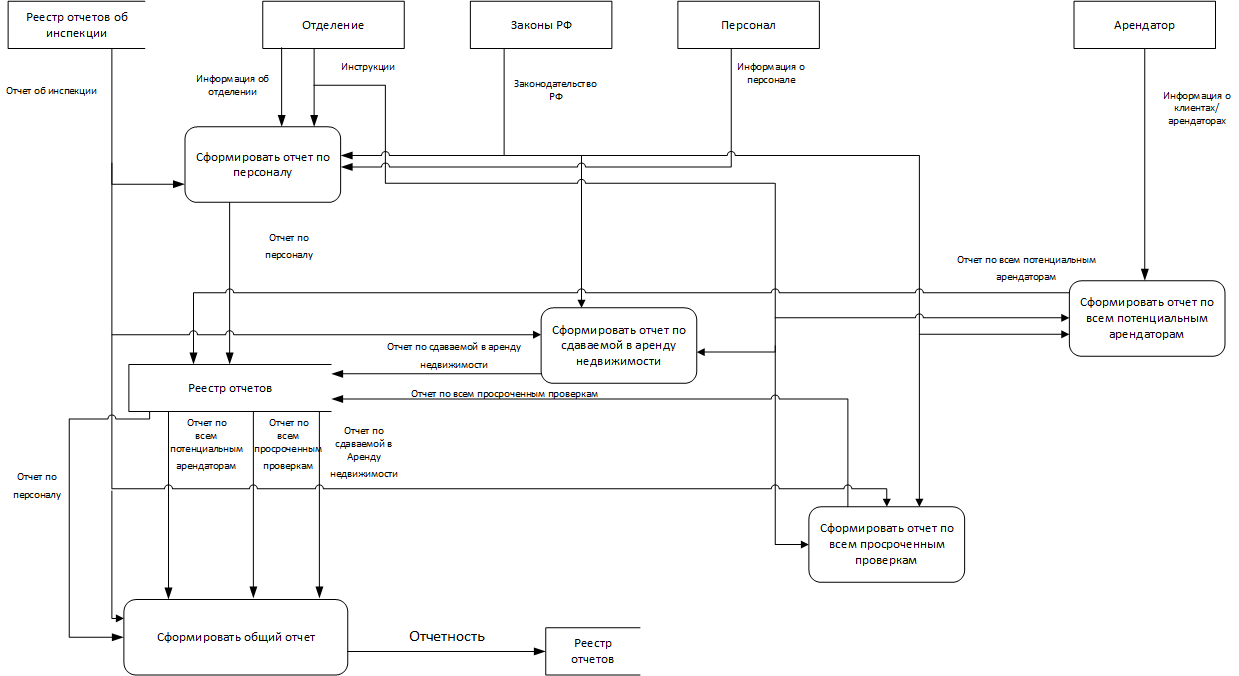 Реестр отчетов об
инспекции
Отделение
Законы РФ
Персонал
Арендатор
Отчет об инспекции
Информация об
отделении
Инструкции
Законодательство
РФ
Информация о
персонале
Информация о
клиентах/
арендаторах
Сформировать отчет по
персоналу
Отчет по
персоналу
Отчет по всем потенциальным
арендаторам
Сформировать отчет по
всем потенциальным
арендаторам
Сформировать отчет по
сдаваемой в аренду
недвижимости
Отчет по сдаваемой в аренду
недвижимости
Реестр отчетов
Отчет по всем просроченным проверкам
Отчет по
всем
потенциальным
арендаторам
Отчет по
всем
просроченным
проверкам
Отчет по
сдаваемой в
Аренду
недвижимости
Отчет по
персоналу
Сформировать отчет по
всем просроченным
проверкам
Сформировать общий отчет
Отчетность
Реестр
отчетов